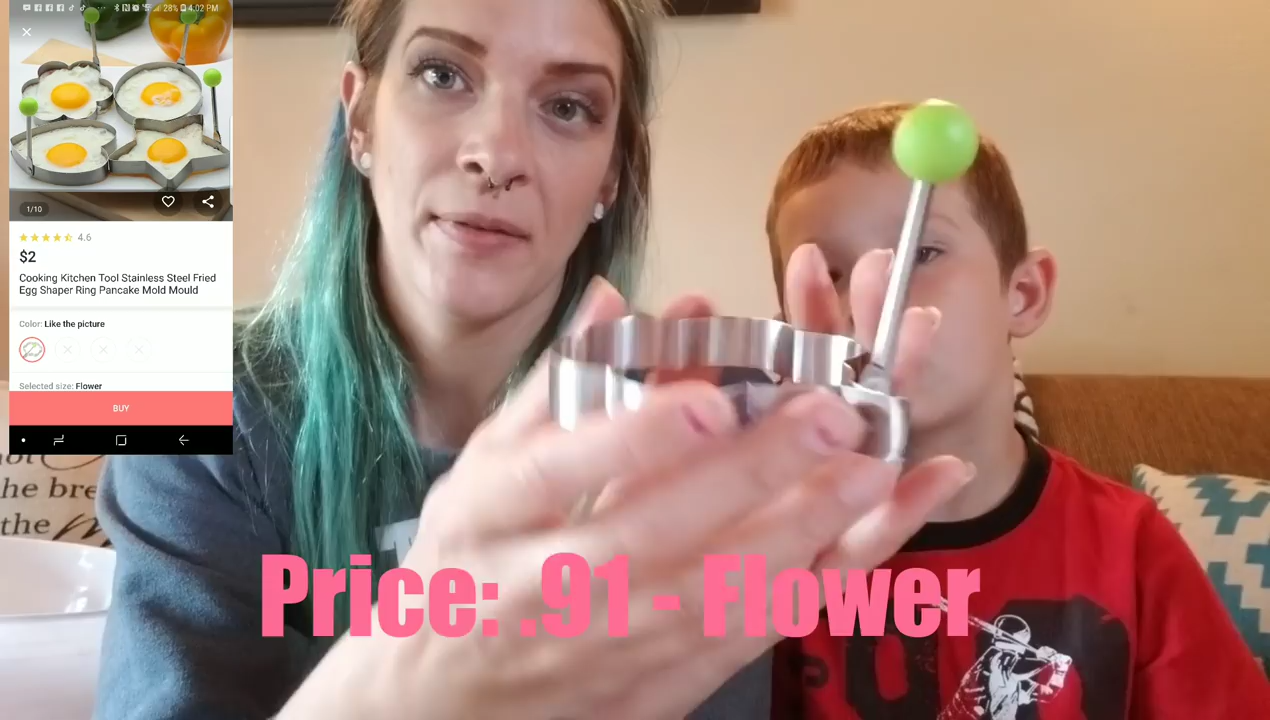 28% 4:02 PM
1/10
4.6
$2
Cooking Kitchen Tool Stainless Steel Fried
Egg Shaper Ring Pancake Mold Mould
Color: Like the picture
Selected size: Flower
BUY
he bre
the
Price: .91 - Flower